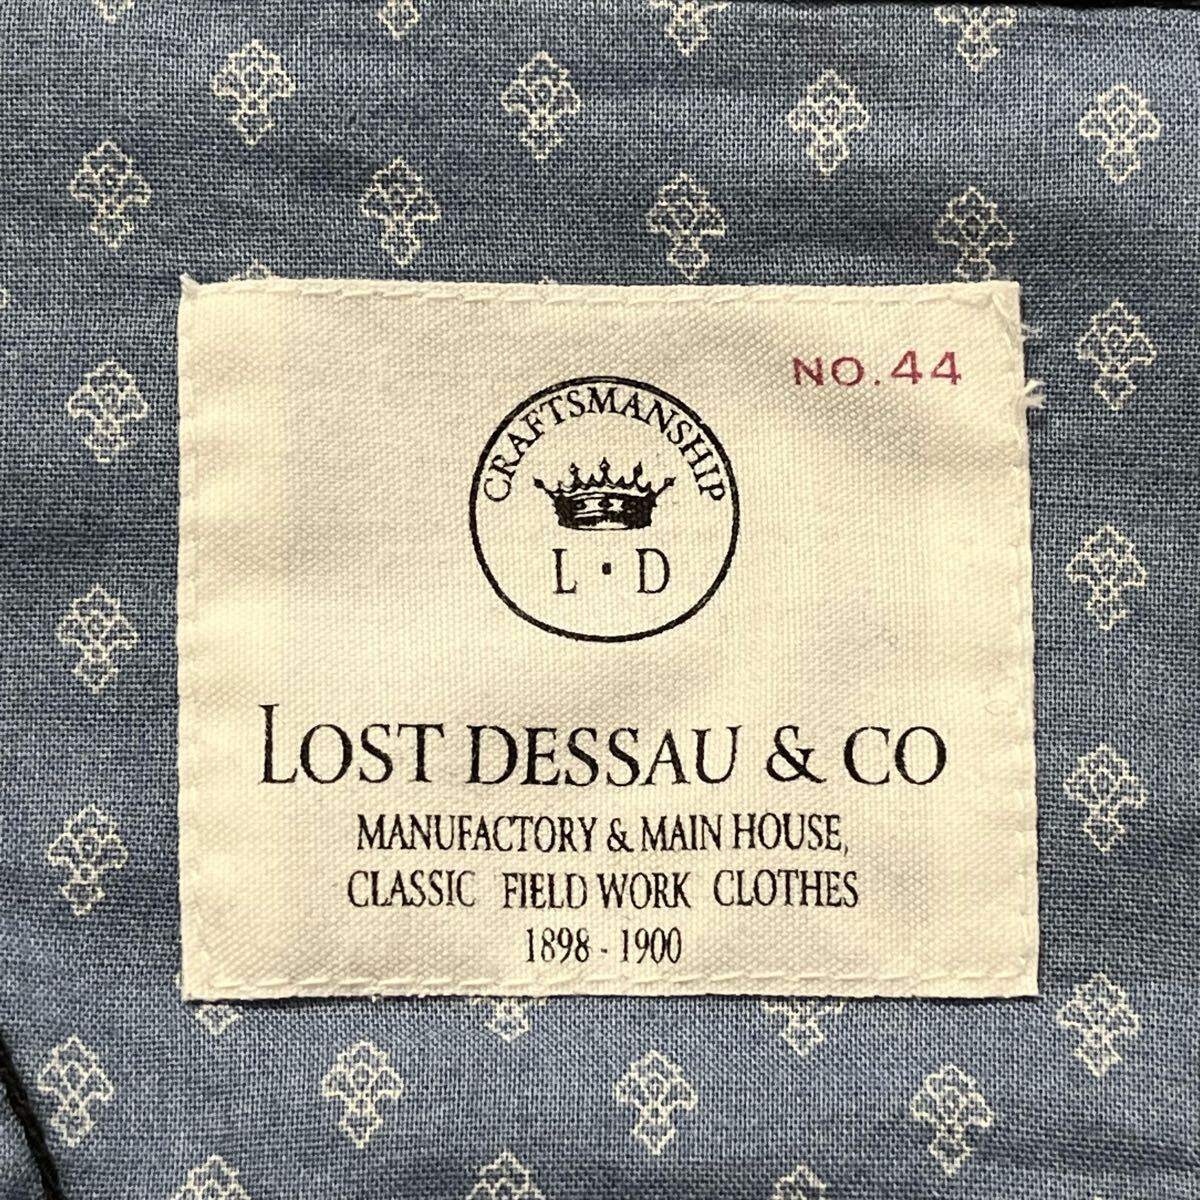 NO.44
CRAFTSMANSHIP
L · D
LOST DESSAU & CO
MANUFACTORY & MAIN HOUSE,
CLASSIC FIELD WORK CLOTHES
1898 - 1900